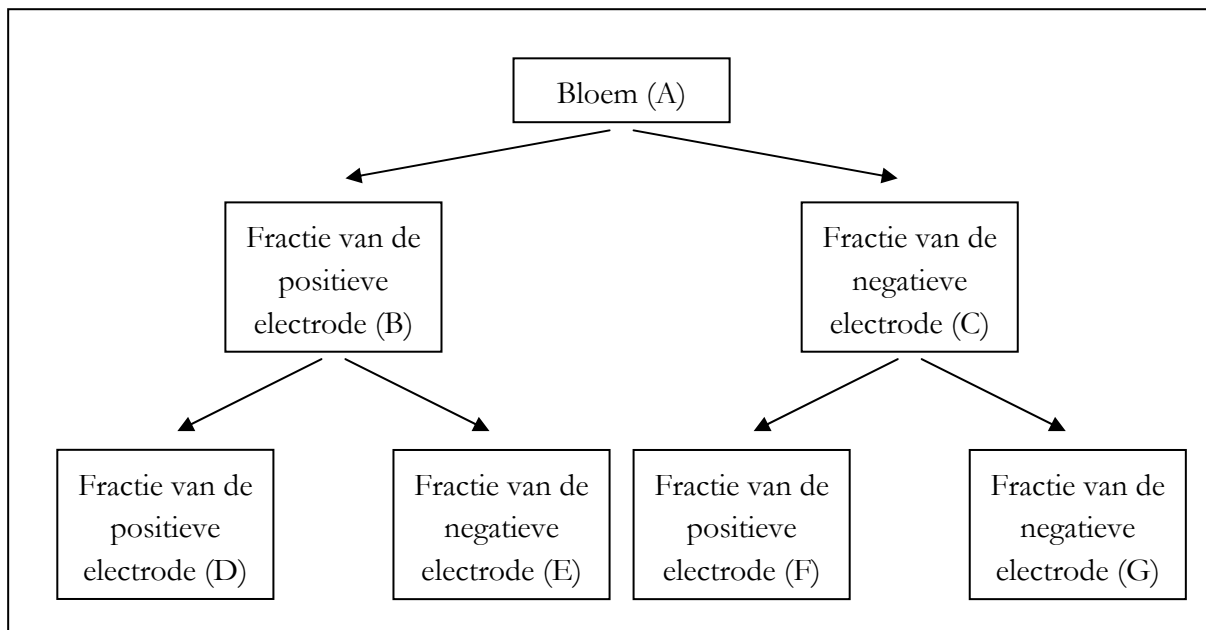 Bloem (A)
Fractie van de
positieve
electrode (B)
Fractie van de
negatieve
electrode (C)
Fractie van de
positieve
electrode (D)
Fractie van de
negatieve
electrode (E)
Fractie van de
positieve
electrode (F)
Fractie van de
negatieve
electrode (G)